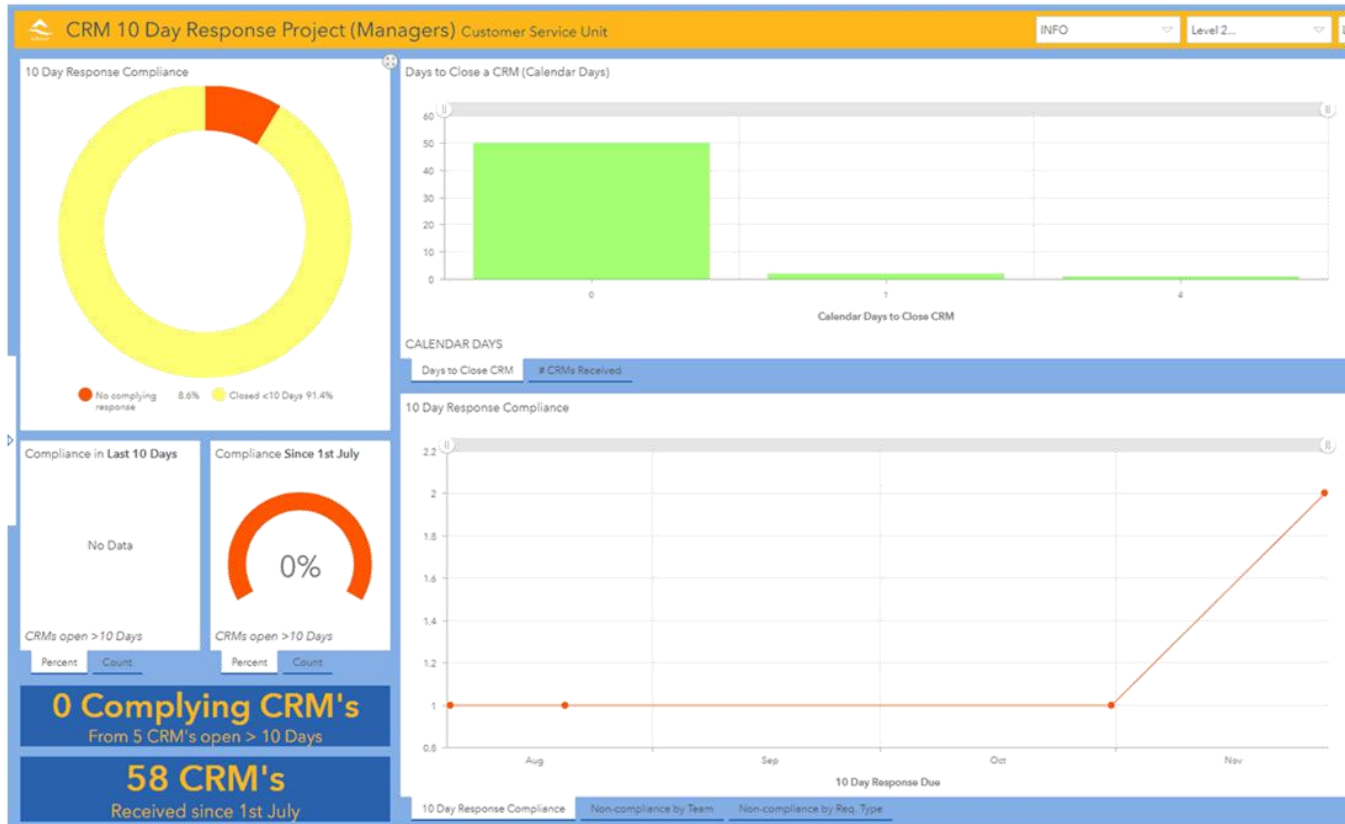 CRM 10 Day Response Project (Managers) Customer Service Unit
INFO
Level 2...
10 Day Response Compliance
No complying response 8.6%
Closed <10 Days 91.4%
Days to Close a CRM (Calendar Days)
60
50
40
30
20
10
0
0 1 4
Calendar Days to Close CRM
CALENDAR DAYS
Days to Close CRM # CRMs Received
Compliance in Last 10 Days
No Data
CRMs open >10 Days
Percent Count
Compliance Since 1st July
0%
CRMs open >10 Days
Percent Count
0 Complying CRM's
From 5 CRM's open > 10 Days
58 CRM's
Received since 1st July
10 Day Response Compliance
2.2
2
1.8
1.6
1.4
1.2
1
0.8
Aug Sep Oct Nov
10 Day Response Due
10 Day Response Compliance Non-compliance by Team Non-compliance by Req. Type